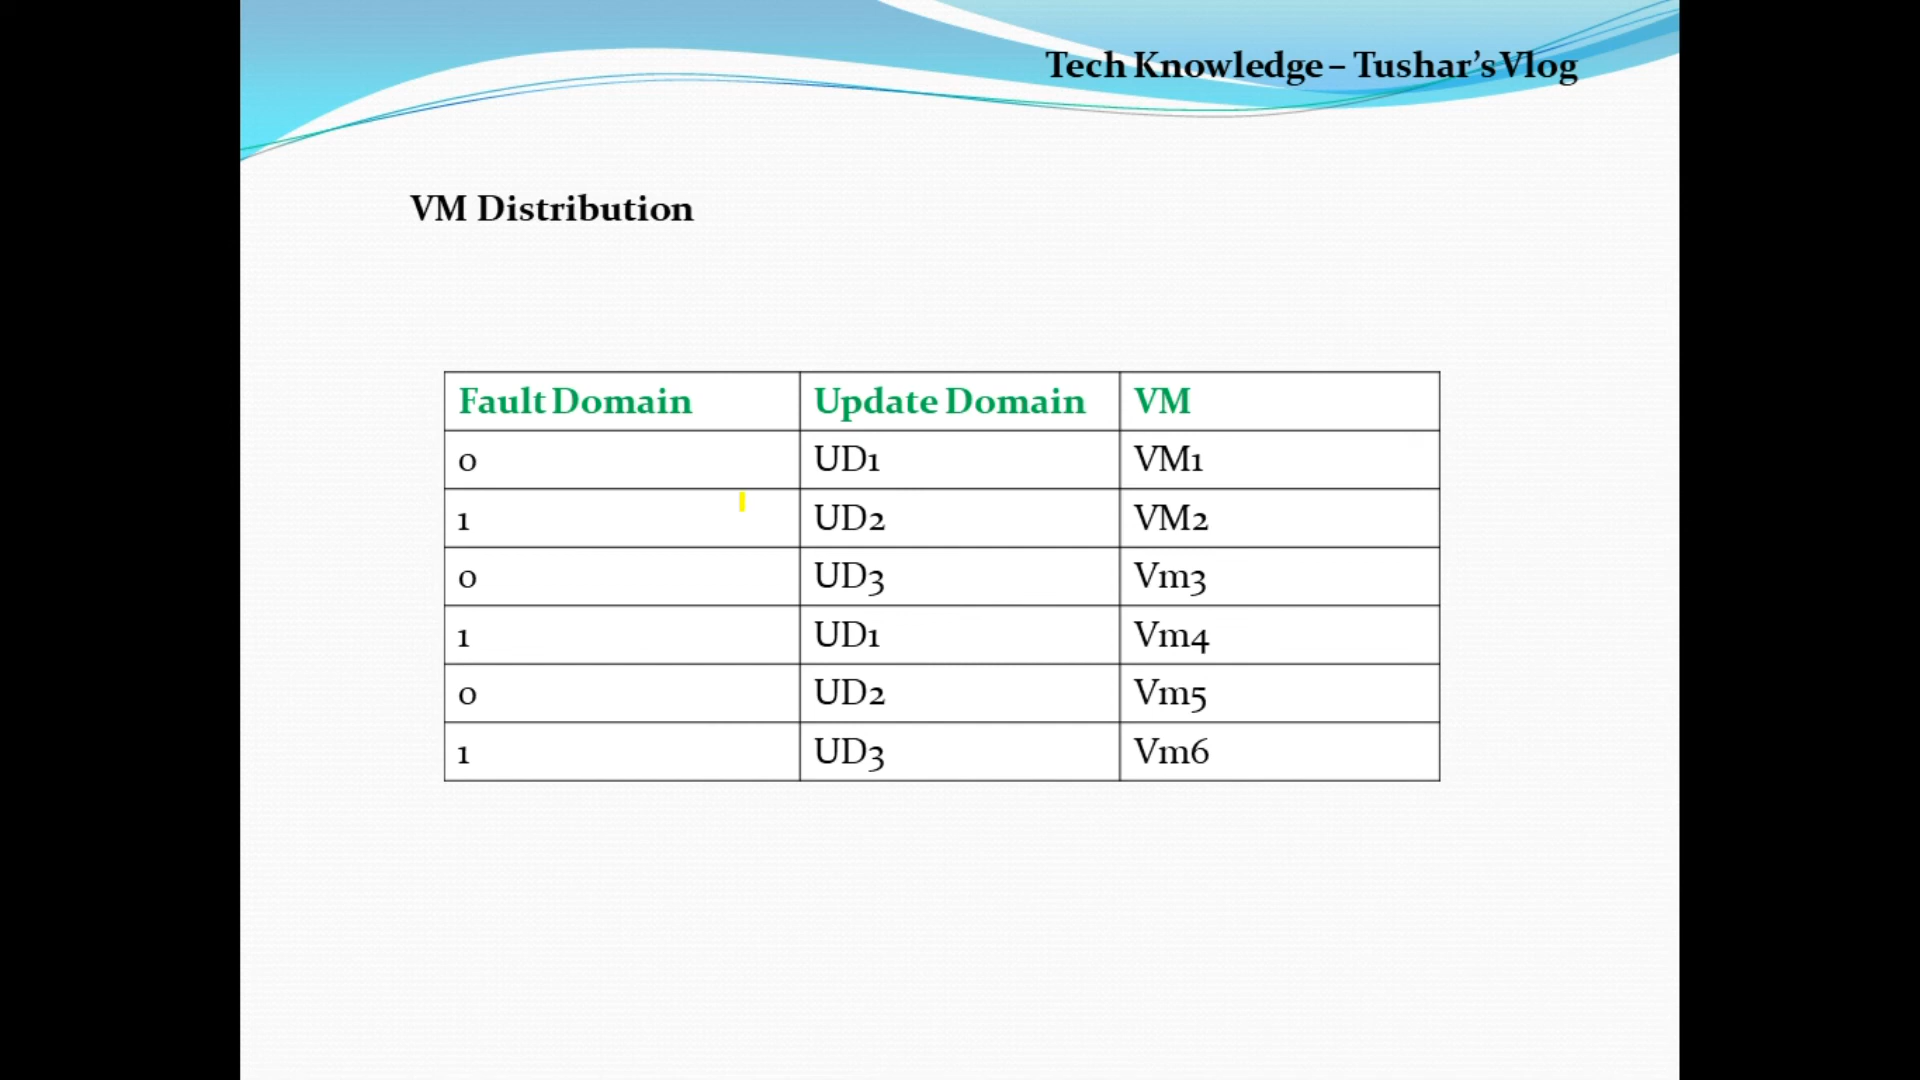 Tech Knowledge – Tushar's Vlog
VM Distribution
Fault Domain Update Domain VM
0 UD1 VM1
1 UD2 VM2
0 UD3 Vm3
1 UD1 Vm4
0 UD2 Vm5
1 UD3 Vm6